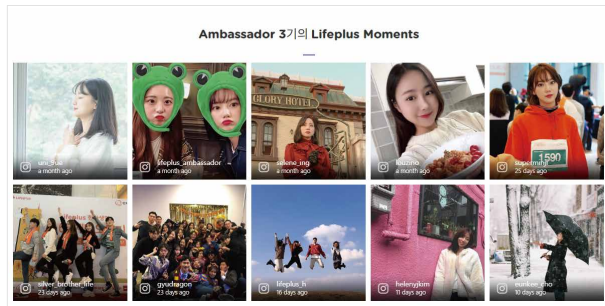 Ambassador 3기의 Lifeplus Moments
a month ago
lifeplus_ambassador
a month ago
GLORY HOTEL
selene_ing
a month ago
a month ago
1590
25 days ago
silver_brother_life
23 days ago
gyudragon
23 days ago
lifeplus_h
16 days ago
helenyjkim
11 days ago
eunkee_cho
10 days ago